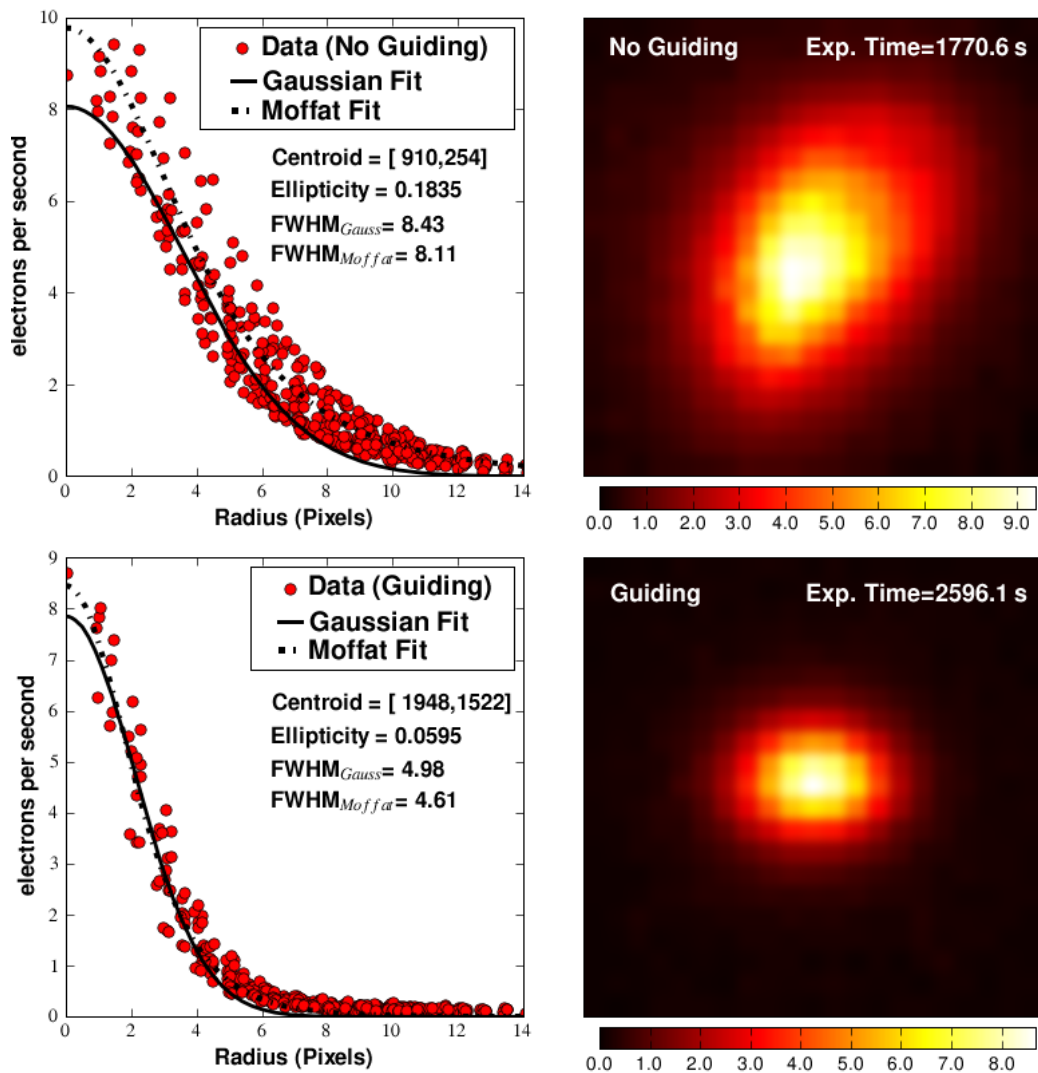 10
8
6
4
2
0
electrons per second
Data (No Guiding)
Gaussian Fit
Moffat Fit
Centroid = [ 910,254]
Ellipticity = 0.1835
FWHM_Gauss= 8.43
FWHM_Moffat= 8.11
0 2 4 6 8 10 12 14
Radius (Pixels)
No Guiding Exp. Time=1770.6 s
0.0 1.0 2.0 3.0 4.0 5.0 6.0 7.0 8.0 9.0
9
8
7
6
5
4
3
2
1
0
electrons per second
Data (Guiding)
Gaussian Fit
Moffat Fit
Centroid = [ 1948,1522]
Ellipticity = 0.0595
FWHM_Gauss= 4.98
FWHM_Moffat= 4.61
0 2 4 6 8 10 12 14
Radius (Pixels)
Guiding Exp. Time=2596.1 s
0.0 1.0 2.0 3.0 4.0 5.0 6.0 7.0 8.0